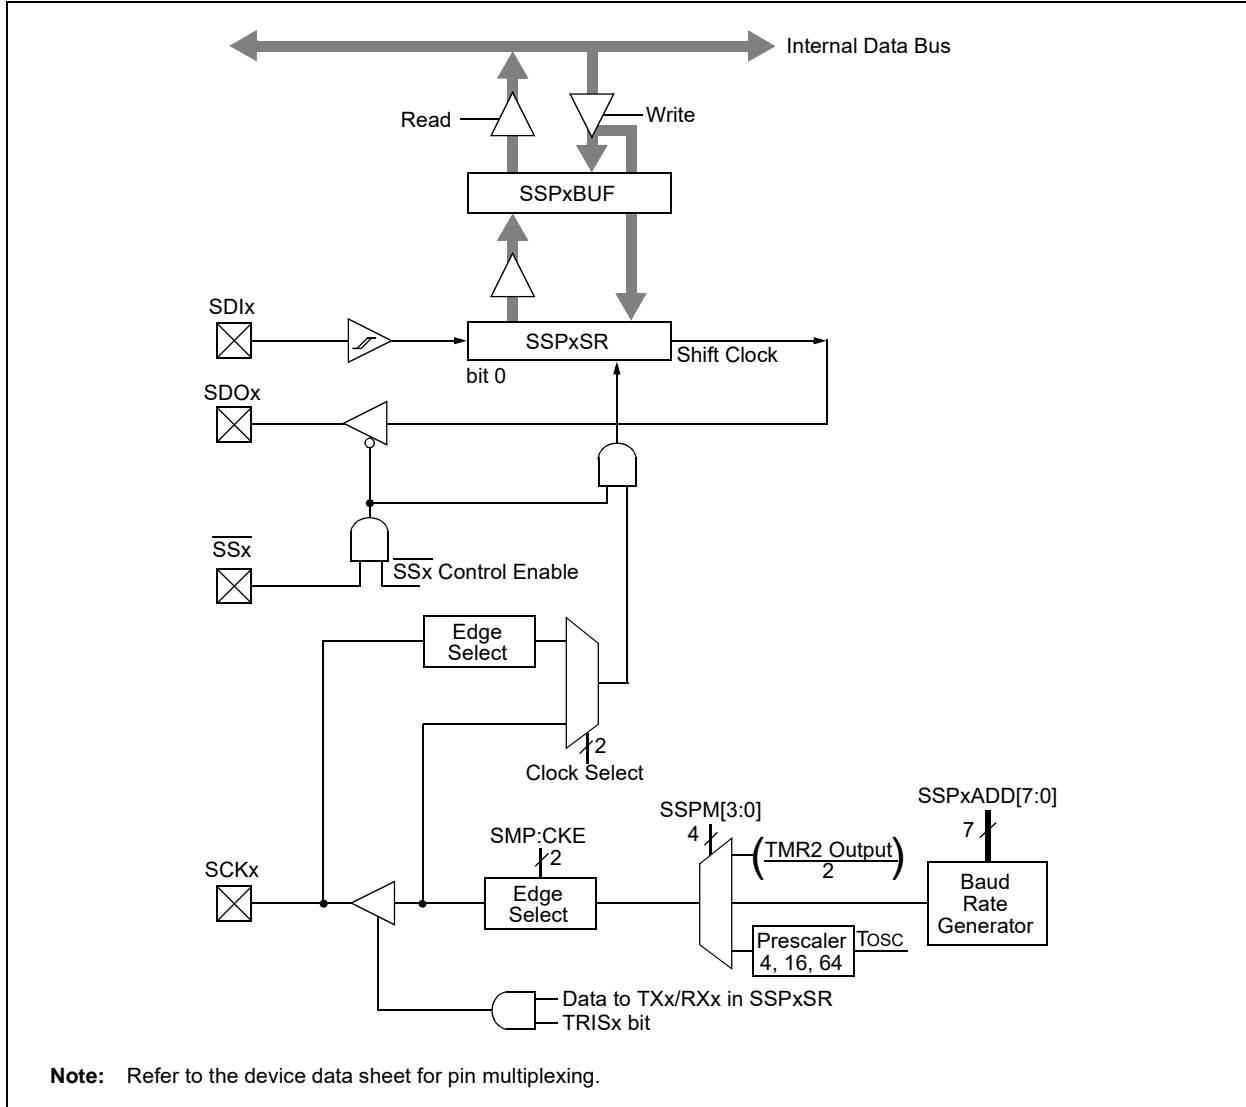 Internal Data Bus
Read
Write
SSPxBUF
SDIx
SSPxSR
Shift Clock
bit 0
SDOx
SSx
SSx Control Enable
Edge
Select
2
Clock Select
SSPxADD[7:0]
SSPM[3:0]
7
4
SMP:CKE
TMR2 Output
2
2
SCKx
Edge
Select
Baud
Rate
Generator
Prescaler
4, 16, 64
TOSC
Data to TXx/RXx in SSPxSR
TRISx bit
Note: Refer to the device data sheet for pin multiplexing.